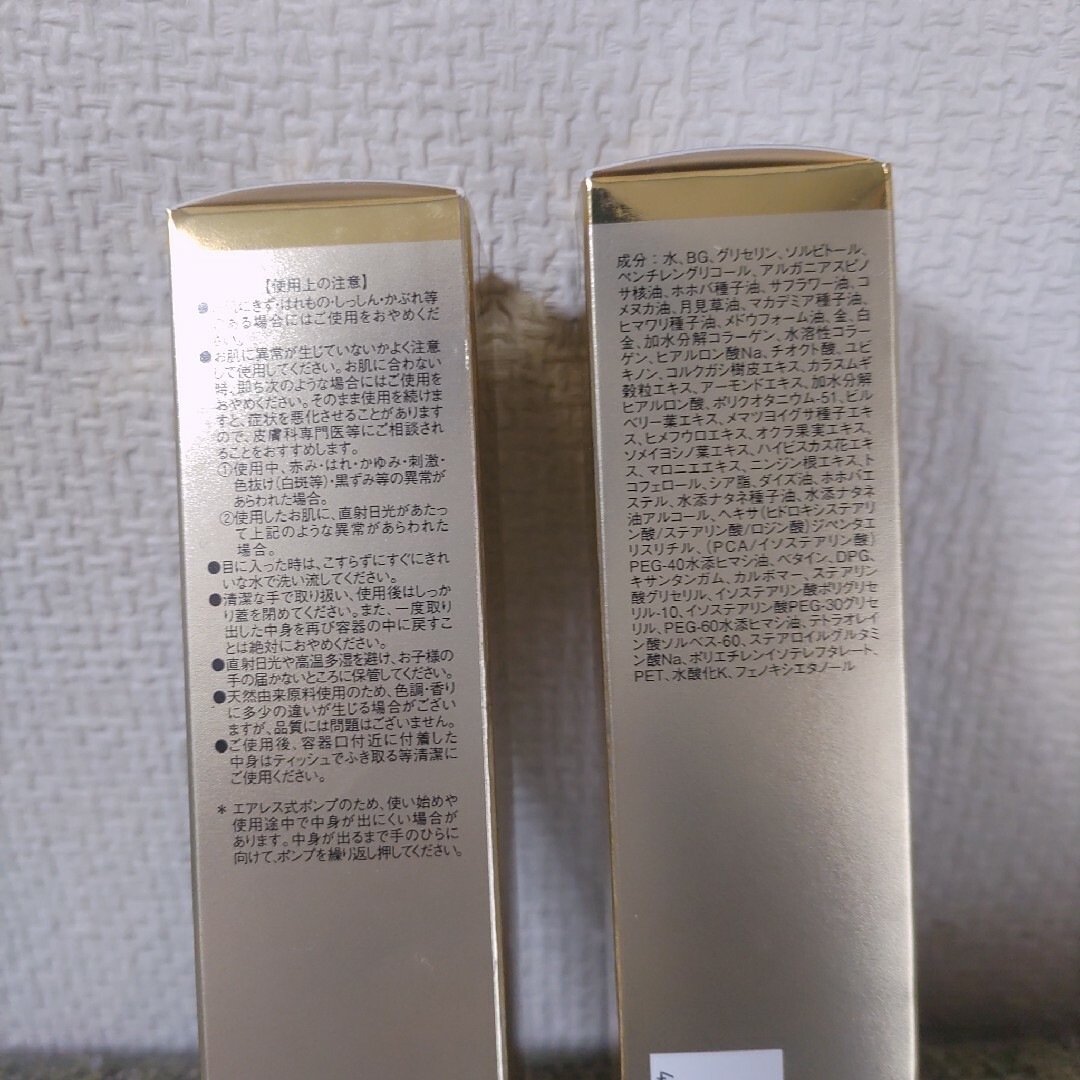 【使用上の注意】
にきず・はれもの・しっしん・かぶれ等
ある場合にはご使用をおやめくだ
さい。
●お肌に異常が生じていないかよく注意
して使用してください。お肌に合わない
時、即ち次のような場合にはご使用を
おやめください。そのまま使用を続けま
すと、症状を悪化させることがあります
ので、皮膚科専門医等にご相談され
ることをおすすめします。
①使用中、赤み・はれ・かゆみ・刺激・
色抜け(白斑等)・黒ずみ等の異常が
あらわれた場合。
②使用したお肌に、直射日光があたっ
て上記のような異常があらわれた
場合。
●目に入った時は、こすらずにすぐにきれ
いな水で洗い流してください。
●清潔な手で取り扱い、使用後はしっか
り蓋を閉めてください。また、一度取り
出した中身を再び容器の中に戻すこ
とは絶対におやめください。
●直射日光や高温多湿を避け、お子様の
手の届かないところに保管してください。
●天然由来原料使用のため、色調・香り
に多少の違いが生じる場合がござい
ますが、品質には問題はございません。
●ご使用後、容器口付近に付着した
中身はティッシュでふき取る等清潔に
ご使用ください。
* エアレス式ポンプのため、使い始めや
使用途中で中身が出にくい場合が
あります。中身が出るまで手のひらに
向けて、ポンプを繰り返し押してください。
成分：水、BG、グリセリン、ソルビトール、
ペンチレングリコール、アルガニアスピノ
サ核油、ホホバ種子油、サフラワー油、コ
メヌカ油、月見草油、マカデミア種子油、
ヒマワリ種子油、メドウフォーム油、金、白
金、加水分解コラーゲン、水溶性コラー
ゲン、ヒアルロン酸Na、チオクト酸、ユビ
キノン、コルクガシ樹皮エキス、カラスムギ
穀粒エキス、アーモンドエキス、加水分解
ヒアルロン酸、ポリクオタニウム-51、ビル
ベリー葉エキス、メマツヨイグサ種子エキ
ス、ヒメフウロエキス、オクラ果実エキス、
ソメイヨシノ葉エキス、ハイビスカス花エキ
ス、マロニエエキス、ニンジン根エキス、ト
コフェロール、シア脂、ダイズ油、ホホバエ
ステル、水添ナタネ種子油、水添ナタネ
油アルコール、ヘキサ(ヒドロキシステアリ
ン酸/ステアリン酸/ロジン酸)ジペンタエ
リスリチル、(PCA/イソステアリン酸)
PEG-40水添ヒマシ油、ベタイン、DPG、
キサンタンガム、カルボマー、ステアリン
酸グリセリル、イソステアリン酸ポリグリセ
リル-10、イソステアリン酸PEG-30グリセ
リル、PEG-60水添ヒマシ油、テトラオレイ
ン酸ソルベス-60、ステアロイルグルタミ
ン酸Na、ポリエチレンイソテレフタレート、
PET、水酸化K、フェノキシエタノール
4